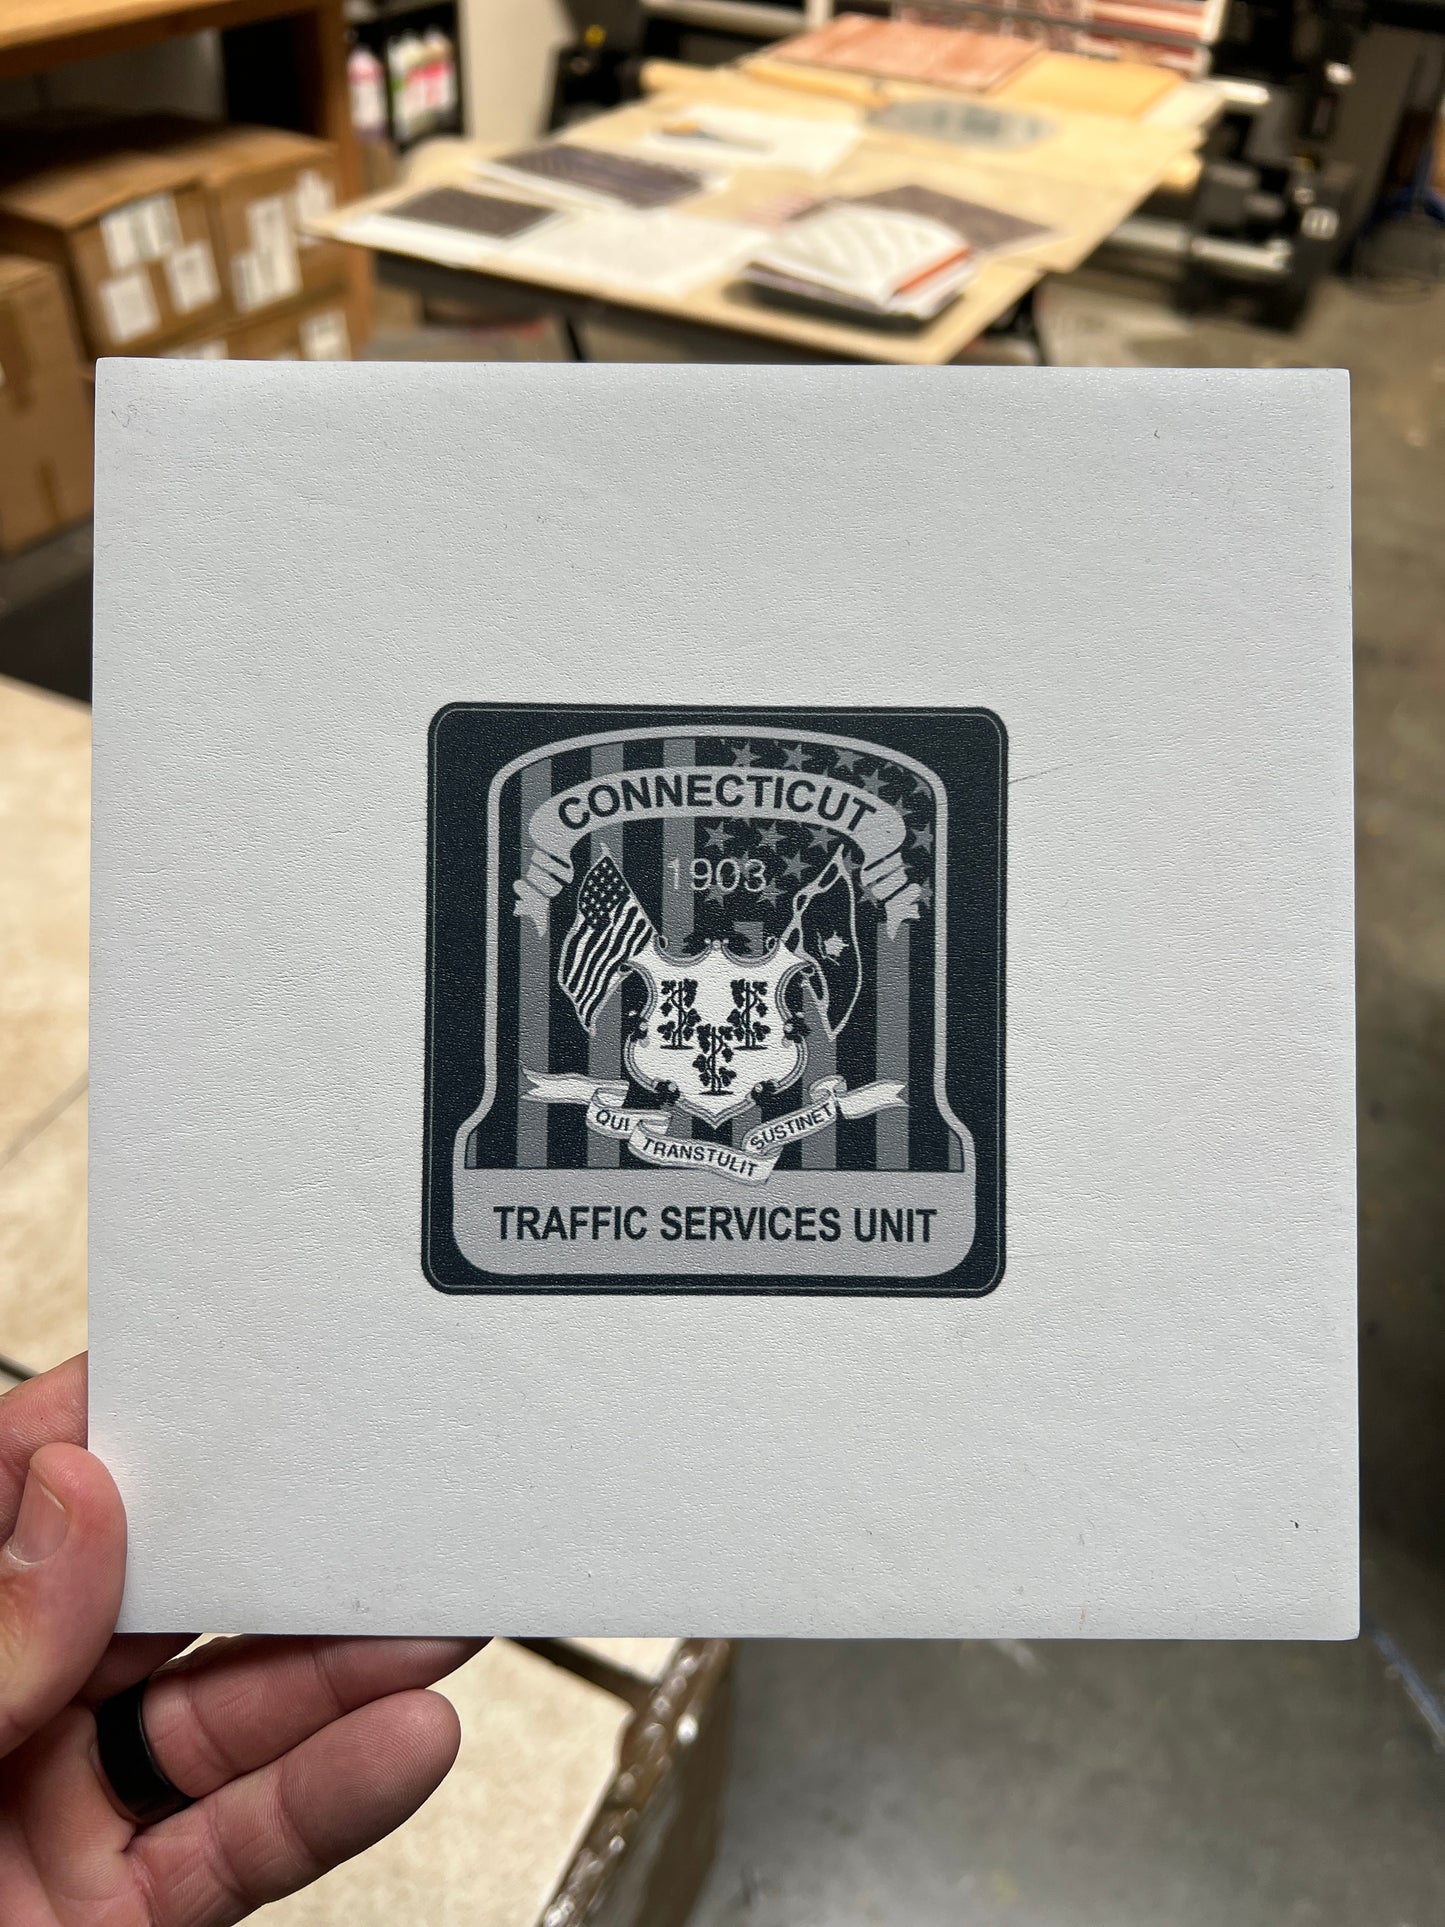 CONNECTICUT
1903
QUI
TRANSTULIT
SUSTINET
TRAFFIC SERVICES UNIT